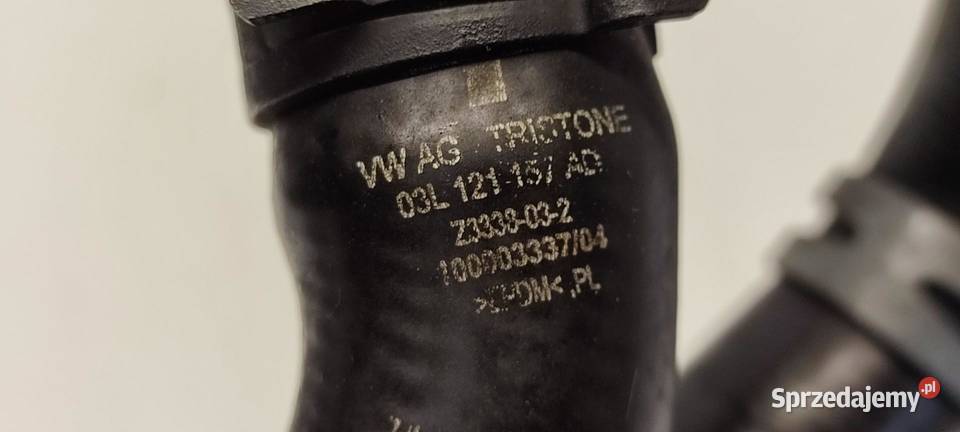 VW AG TRISTONE
03L 121 157 AD
Z3338-03-2
100003337/04
>EPDM< .PL
Sprzedajemy.pl